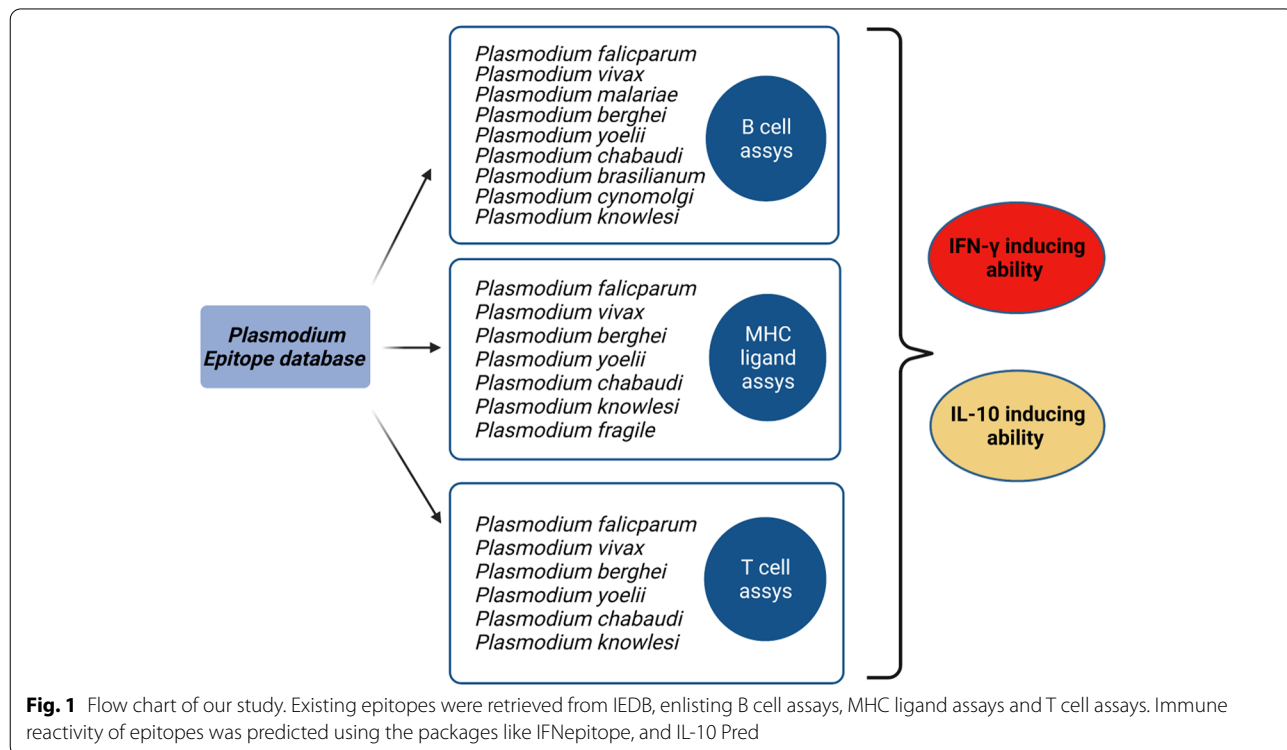 Plasmodium
Epitope database
Plasmodium falicparum
Plasmodium vivax
Plasmodium malariae
Plasmodium berghei
Plasmodium yoelii
Plasmodium chabaudi
Plasmodium brasilianum
Plasmodium cynomolgi
Plasmodium knowlesi
B cell
assys
Plasmodium falicparum
Plasmodium vivax
Plasmodium berghei
Plasmodium yoelii
Plasmodium chabaudi
Plasmodium knowlesi
Plasmodium fragile
MHC
ligand
assys
Plasmodium falicparum
Plasmodium vivax
Plasmodium berghei
Plasmodium yoelii
Plasmodium chabaudi
Plasmodium knowlesi
T cell
assys
IFN-γ inducing
ability
IL-10 inducing
ability
Fig. 1 Flow chart of our study. Existing epitopes were retrieved from IEDB, enlisting B cell assays, MHC ligand assays and T cell assays. Immune
reactivity of epitopes was predicted using the packages like IFNepitope, and IL-10 Pred